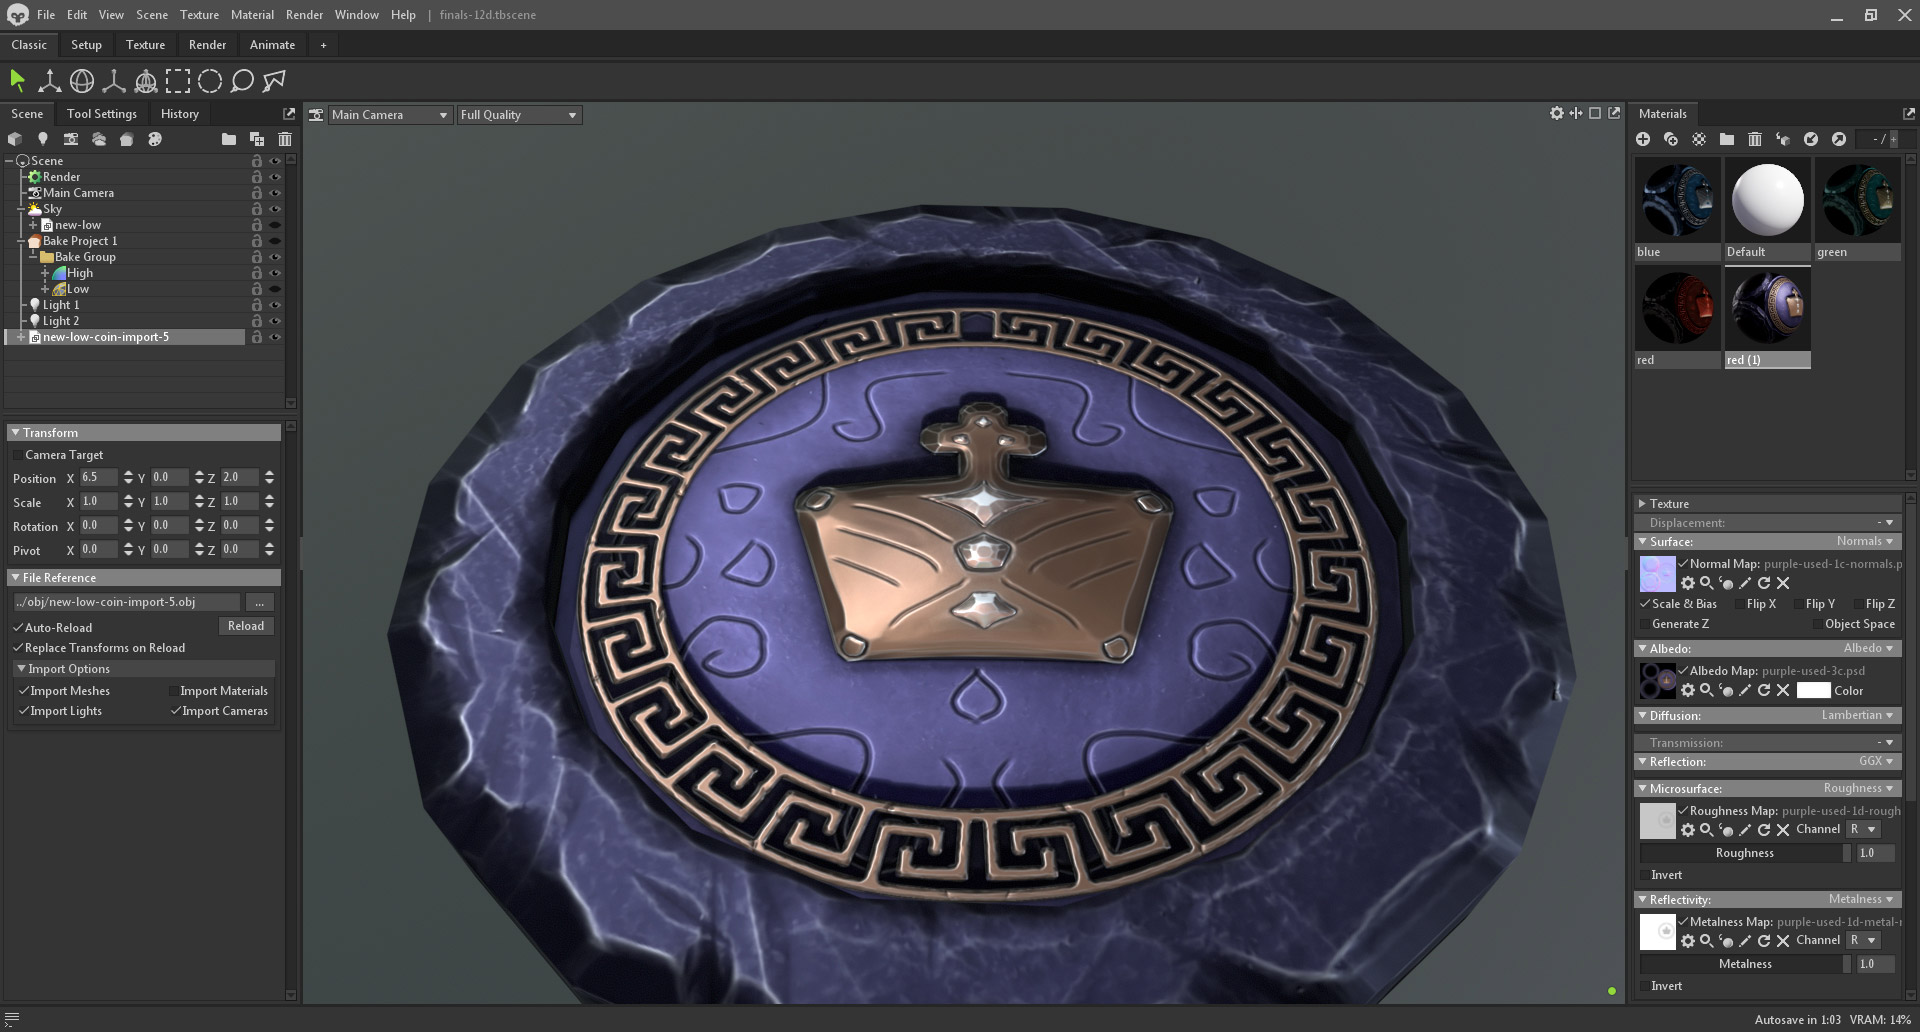 File Edit View Scene Texture Material Render Window Help | finals-12d.tbscene
Classic Setup Texture Render Animate +
Scene Tool Settings History
Main Camera Full Quality
Materials
- / +
Scene
Render
Main Camera
Sky
new-low
Bake Project 1
Bake Group
High
Low
Light 1
Light 2
new-low-coin-import-5
Transform
Camera Target
Position X 6.5 Y 0.0 Z 2.0
Scale X 1.0 Y 1.0 Z 1.0
Rotation X 0.0 Y 0.0 Z 0.0
Pivot X 0.0 Y 0.0 Z 0.0
File Reference
../obj/new-low-coin-import-5.obj ...
Auto-Reload Reload
Replace Transforms on Reload
Import Options
Import Meshes Import Materials
Import Lights Import Cameras
blue Default green
red red (1)
Texture
Displacement: -
Surface: Normals
Normal Map: purple-used-1c-normals.p
Scale & Bias Flip X Flip Y Flip Z
Generate Z Object Space
Albedo: Albedo
Albedo Map: purple-used-3c.psd
Color
Diffusion: Lambertian
Transmission: -
Reflection: GGX
Microsurface: Roughness
Roughness Map: purple-used-1d-rough
Channel R
Roughness 1.0
Invert
Reflectivity: Metalness
Metalness Map: purple-used-1d-metal-r
Channel R
Metalness 1.0
Invert
Autosave in 1:03 VRAM: 14%